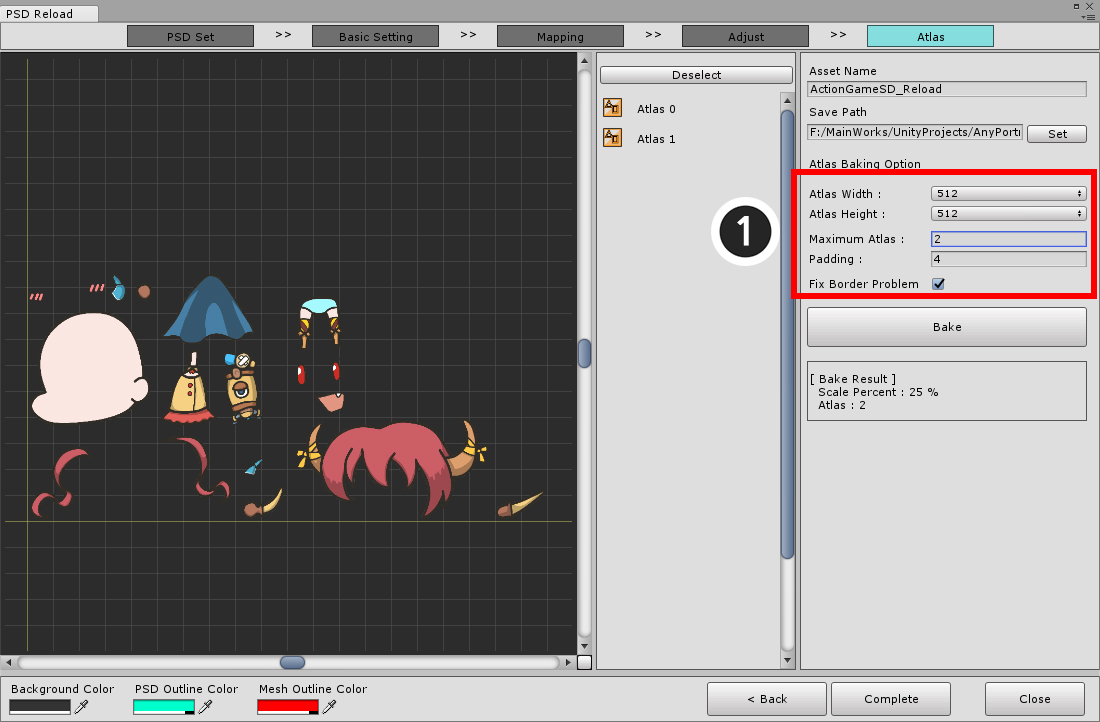 PSD Reload
PSD Set >> Basic Setting >> Mapping >> Adjust >> Atlas
Deselect
Atlas 0
Atlas 1
Asset Name
ActionGameSD_Reload
Save Path
F:/MainWorks/UnityProjects/AnyPortr Set
Atlas Baking Option
1
Atlas Width : 512
Atlas Height : 512
Maximum Atlas : 2
Padding : 4
Fix Border Problem
Bake
[ Bake Result ]
Scale Percent : 25 %
Atlas : 2
Background Color PSD Outline Color Mesh Outline Color
< Back Complete Close